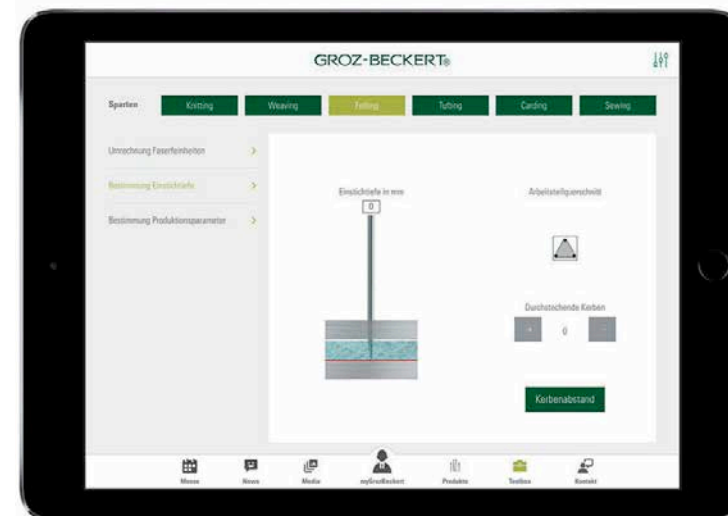 GROZ-BECKERT®
Sparten Knitting Weaving Felting Tufting Carding Sewing
Umrechnung Faserfeinheiten >
Bestimmung Einstichtiefe >
Bestimmung Produktionsparameter >
Einstichtiefe in mm
0
Arbeitsteilquerschnitt
Durchstechende Kerben
+ 0 -
Kerbenabstand
Messe News Media myGrozBeckert Produkte Toolbox Kontakt